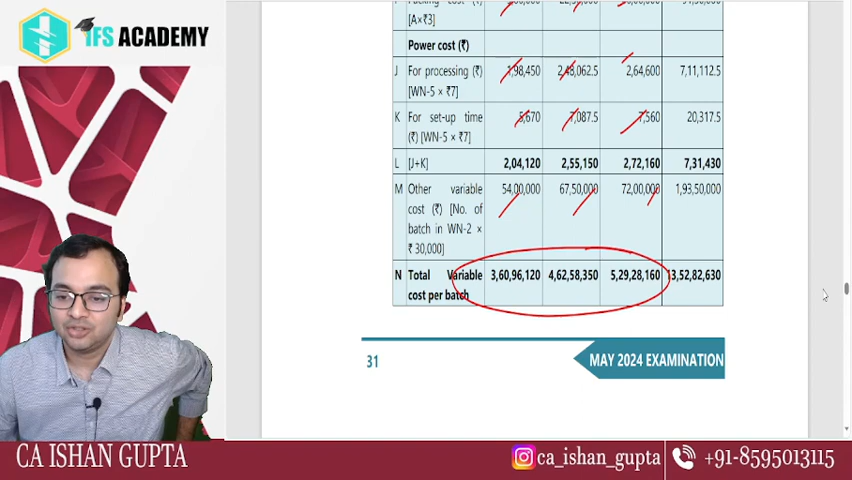 IFS ACADEMY
Packing cost (₹)
[A×₹3]
91,50,000
Power cost (₹)
J For processing (₹) 1,98,450 2,48,062.5 2,64,600 7,11,112.5
[WN-5 × ₹7]
K For set-up time 5,670 7,087.5 7,560 20,317.5
(₹) [WN-5 × ₹7]
L [J+K] 2,04,120 2,55,150 2,72,160 7,31,430
M Other variable 54,00,000 67,50,000 72,00,000 1,93,50,000
cost (₹) [No. of
batch in WN-2 ×
₹ 30,000]
N Total Variable 3,60,96,120 4,62,58,350 5,29,28,160 13,52,82,630
cost per batch
31 MAY 2024 EXAMINATION
CA ISHAN GUPTA ca_ishan_gupta +91-8595013115